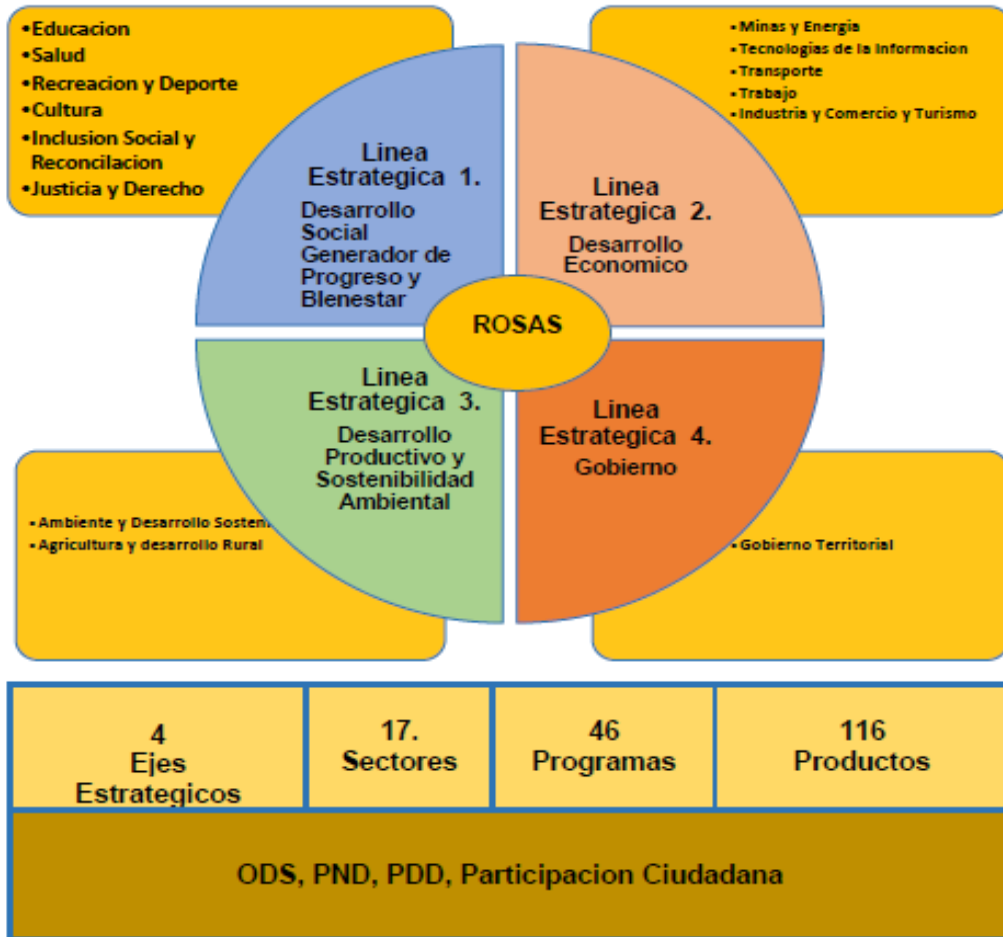 •Educacion
•Salud
•Recreacion y Deporte
•Cultura
•Inclusion Social y
Reconcilacion
•Justicia y Derecho
▪Minas y Energia
▪Tecnologias de la Informacion
▪Transporte
▪Trabajo
▪Industria y Comercio y Turismo
Linea
Estrategica 1.
Desarrollo
Social
Generador de
Progreso y
Blenestar
Linea
Estrategica 2.
Desarrollo
Economico
ROSAS
Linea
Estrategica 3.
Desarrollo
Productivo y
Sostenibilidad
Ambiental
Linea
Estrategica 4.
Gobierno
▪Ambiente y Desarrollo
▪Agricultura y desarrollo Rural
▪Gobierno Territorial
4
Ejes
Estrategicos
17.
Sectores
46
Programas
116
Productos
ODS, PND, PDD, Participacion Ciudadana